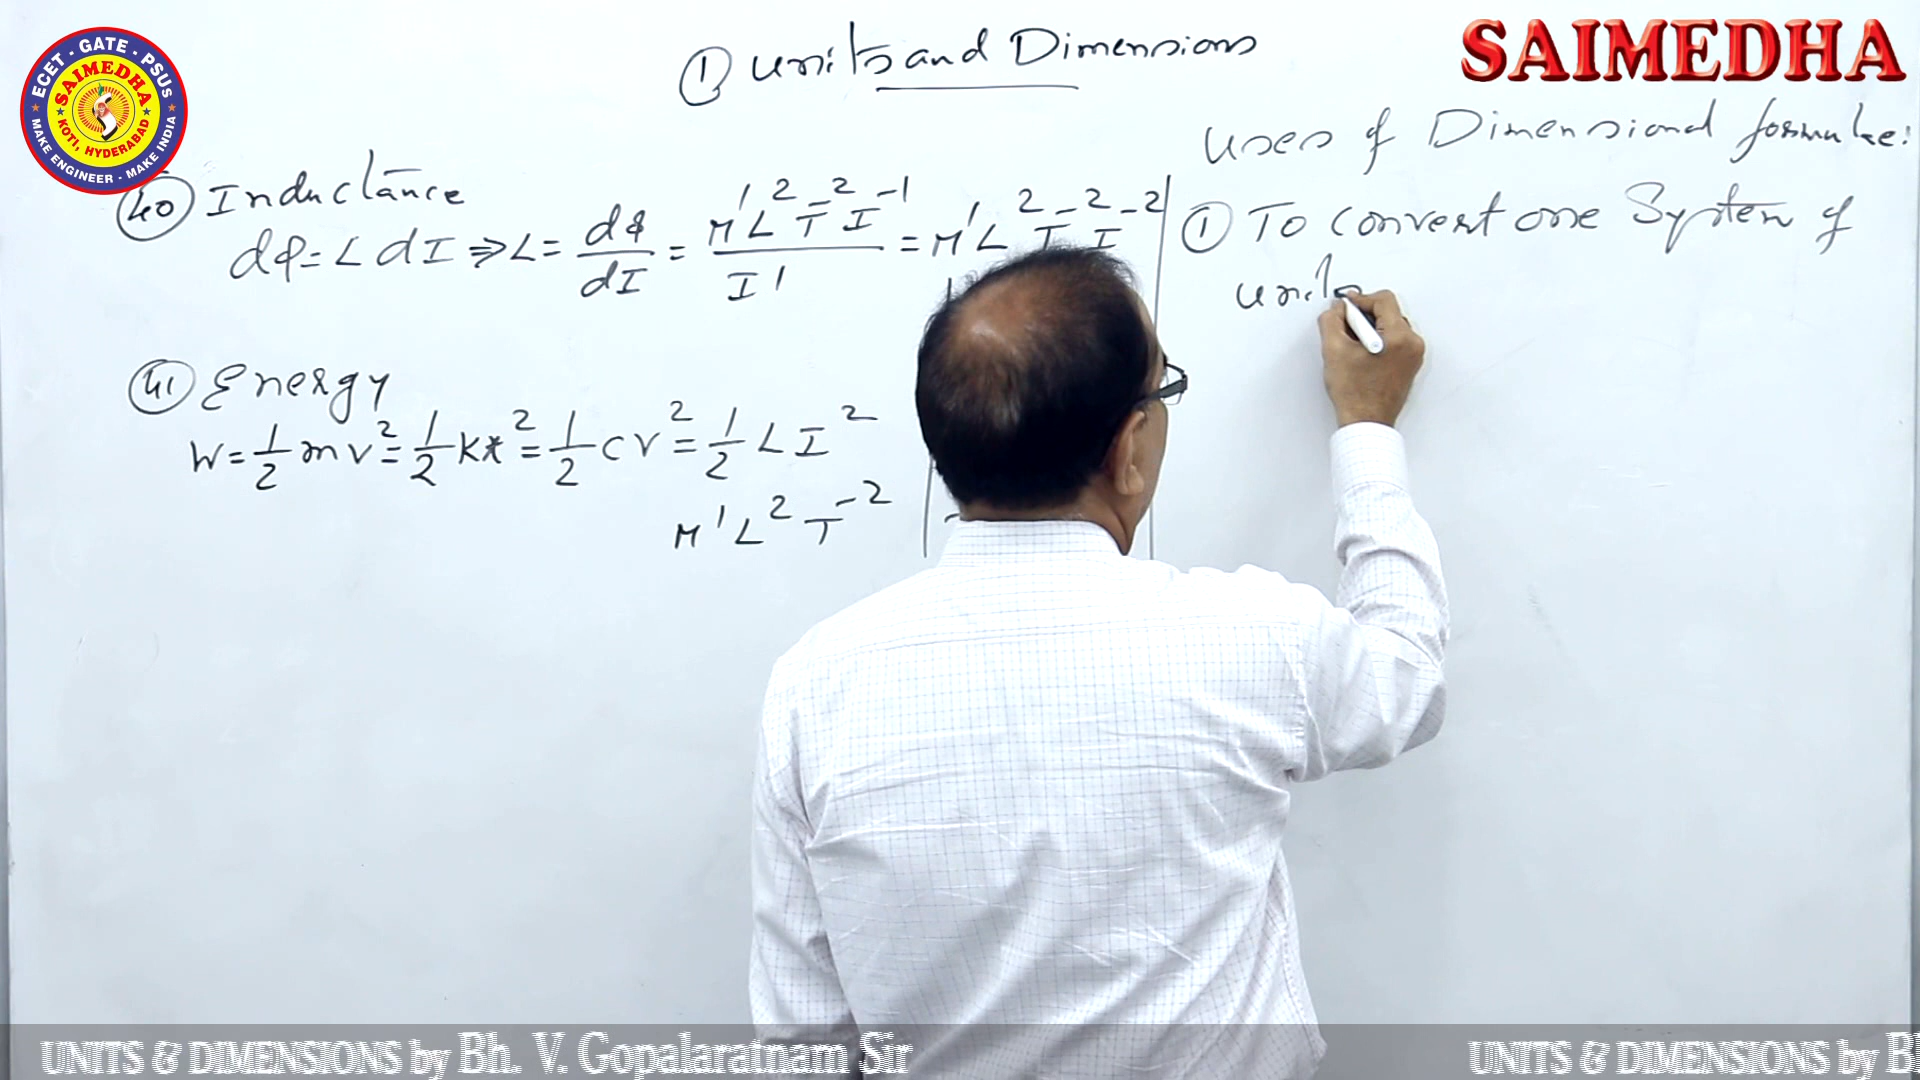 ECET · GATE · PSUS
SAIMEDHA
KOTI, HYDERABAD
MAKE ENGINEER - MAKE INDIA
SAIMEDHA
① Units and Dimensions
40 Inductance
dϕ = L dI ⇒ L = dϕ/dI = M¹L²T⁻²I⁻¹/I¹ = M¹L²T⁻²I⁻²
41 Energy
W = 1/2 mv² = 1/2 Kx² = 1/2 CV² = 1/2 LI²
M¹L²T⁻²
Uses of Dimensional formulae:
① To convert one System of
units
UNITS & DIMENSIONS by Bh. V. Gopalaratnam Sir
UNITS & DIMENSIONS by Bh